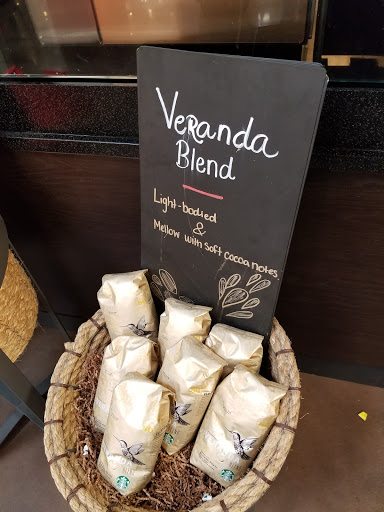 Veranda
Blend
Light-bodied
&
Mellow with soft cocoa notes